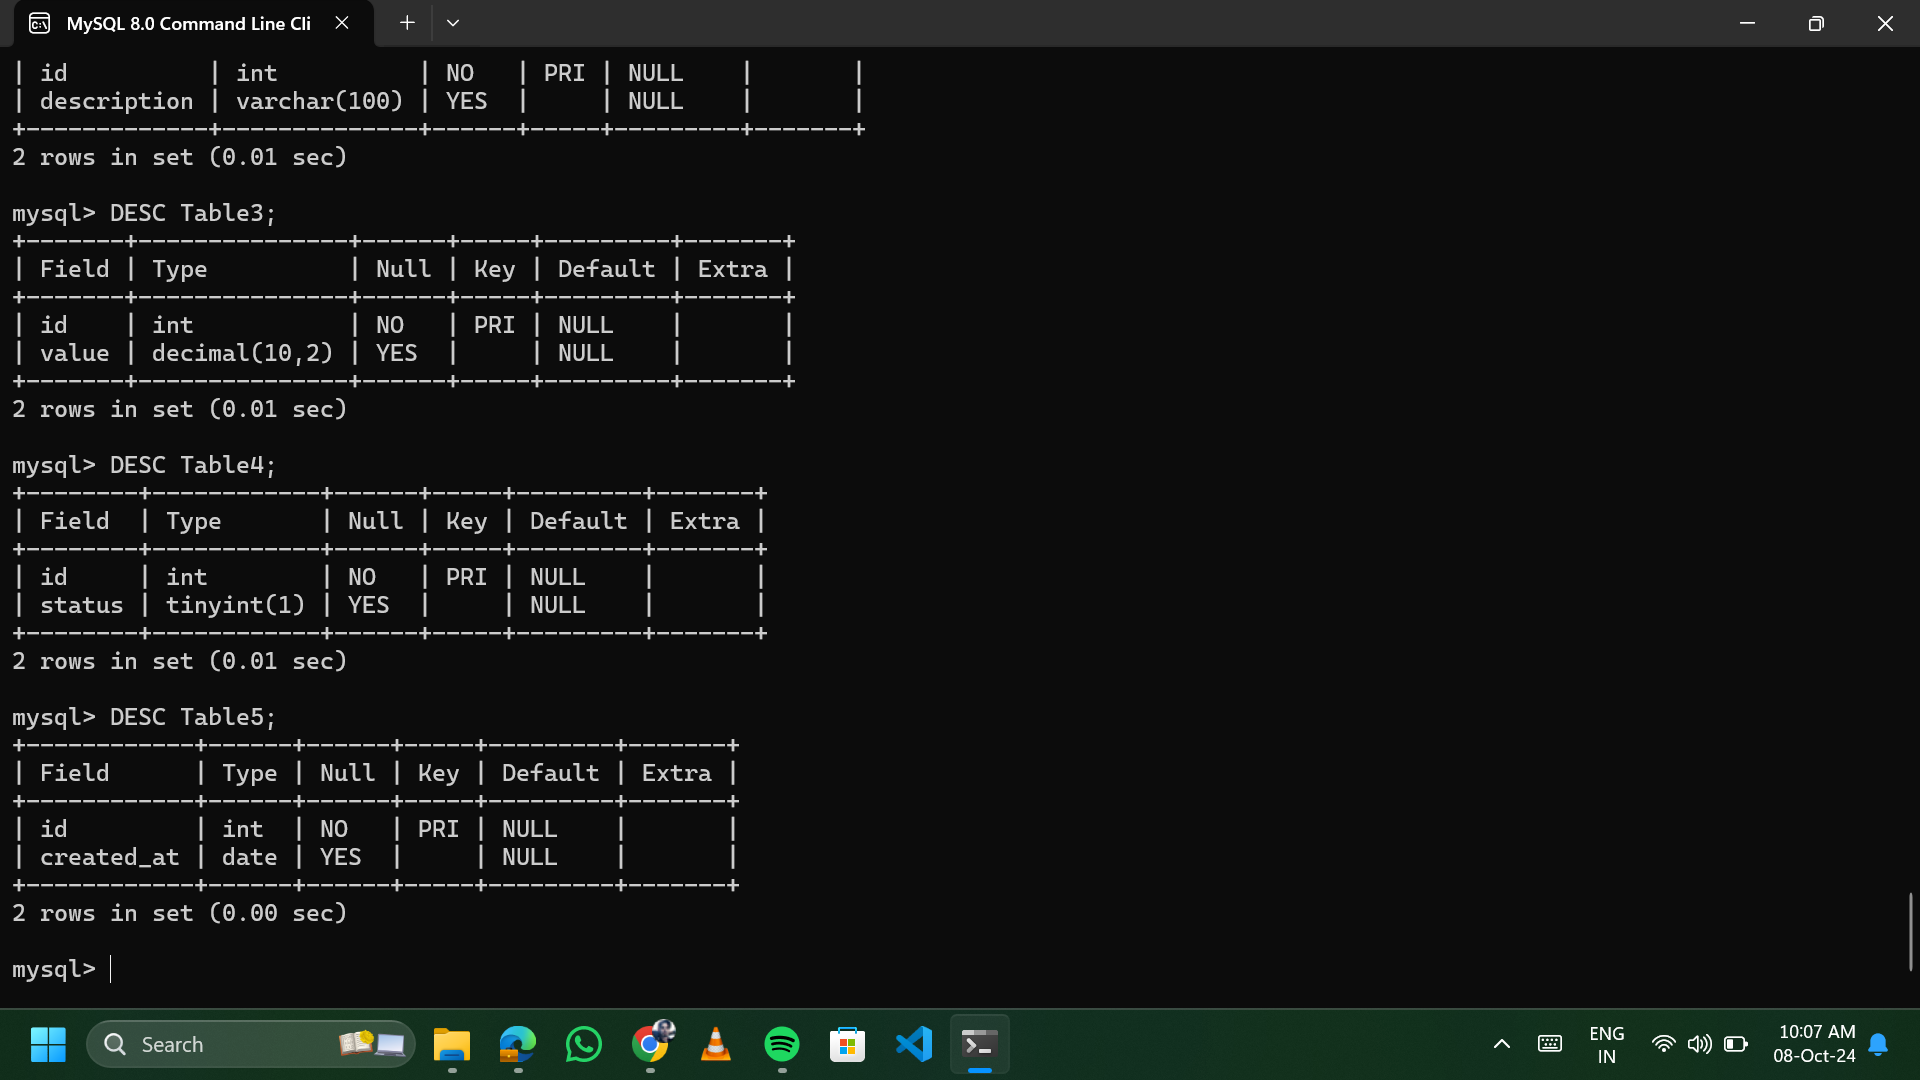 MySQL 8.0 Command Line Cli
| id          | int          | NO   | PRI | NULL    |       |
| description | varchar(100) | YES  |     | NULL    |       |
+-------------+--------------+------+-----+---------+-------+
2 rows in set (0.01 sec)
mysql> DESC Table3;
+-------+---------------+------+-----+---------+-------+
| Field | Type          | Null | Key | Default | Extra |
+-------+---------------+------+-----+---------+-------+
| id    | int           | NO   | PRI | NULL    |       |
| value | decimal(10,2) | YES  |     | NULL    |       |
+-------+---------------+------+-----+---------+-------+
2 rows in set (0.01 sec)
mysql> DESC Table4;
+--------+------------+------+-----+---------+-------+
| Field  | Type       | Null | Key | Default | Extra |
+--------+------------+------+-----+---------+-------+
| id     | int        | NO   | PRI | NULL    |       |
| status | tinyint(1) | YES  |     | NULL    |       |
+--------+------------+------+-----+---------+-------+
2 rows in set (0.01 sec)
mysql> DESC Table5;
+------------+------+------+-----+---------+-------+
| Field      | Type | Null | Key | Default | Extra |
+------------+------+------+-----+---------+-------+
| id         | int  | NO   | PRI | NULL    |       |
| created_at | date | YES  |     | NULL    |       |
+------------+------+------+-----+---------+-------+
2 rows in set (0.00 sec)
mysql>
Search
ENG
IN
10:07 AM
08-Oct-24